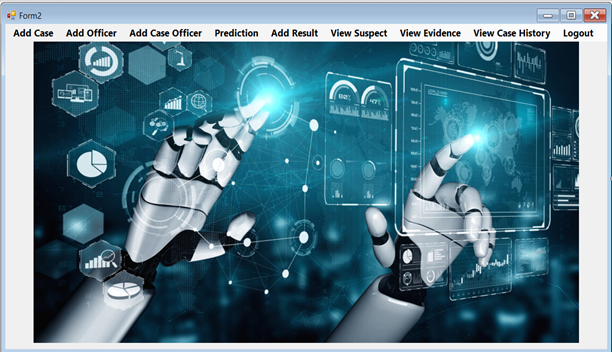 Form2
Add Case Add Officer Add Case Officer Prediction Add Result View Suspect View Evidence View Case History Logout